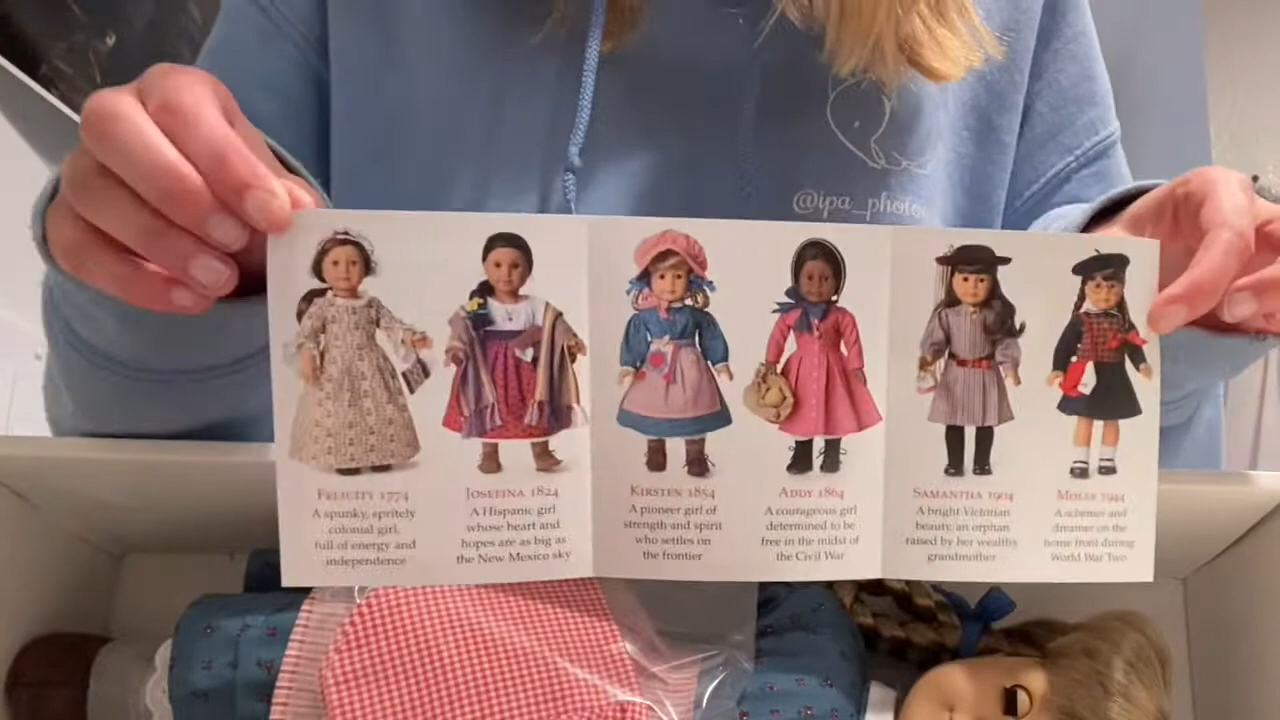 @ipa_photos
FELICITY 1774
A spunky, spritely
colonial girl,
full of energy and
independence
JOSEFINA 1824
A Hispanic girl
whose heart and
hopes are as big as
the New Mexico sky
KIRSTEN 1854
A pioneer girl of
strength and spirit
who settles on
the frontier
ADDY 1864
A courageous girl
determined to be
free in the midst of
the Civil War
SAMANTHA 1904
A bright Victorian
beauty, an orphan
raised by her wealthy
grandmother
MOLLY 1944
A schemer and
dreamer on the
home front during
World War Two